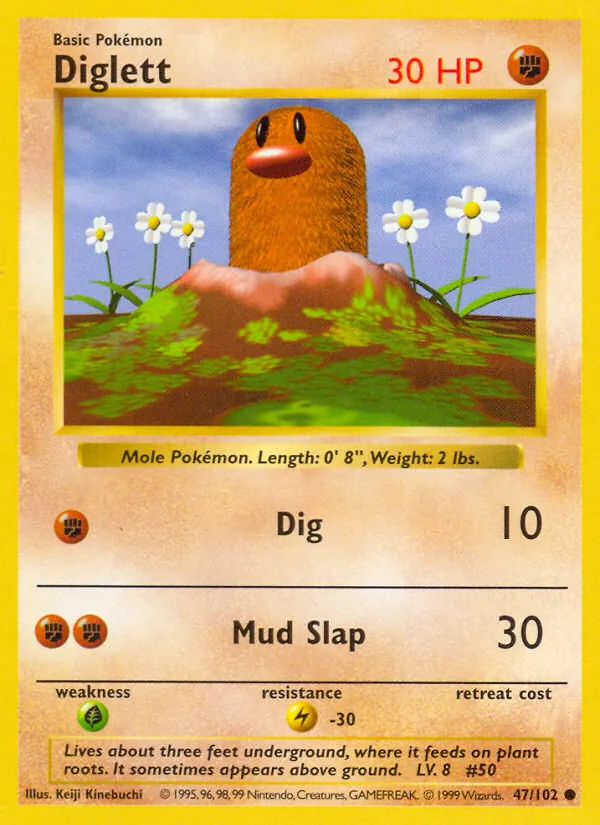 Basic Pokémon
Diglett 30 HP
Mole Pokémon. Length: 0' 8", Weight: 2 lbs.
Dig 10
Mud Slap 30
weakness resistance retreat cost
-30
Lives about three feet underground, where it feeds on plant
roots. It sometimes appears above ground. LV. 8 #50
Illus. Keiji Kinebuchi © 1995, 96, 98, 99 Nintendo, Creatures, GAMEFREAK. © 1999 Wizards. 47/102